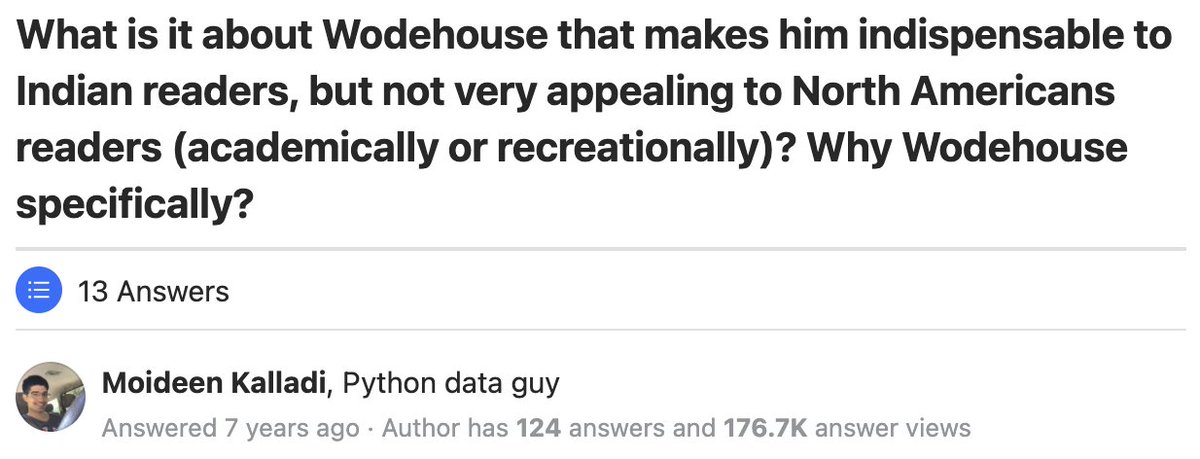 What is it about Wodehouse that makes him indispensable to
Indian readers, but not very appealing to North Americans
readers (academically or recreationally)? Why Wodehouse
specifically?
13 Answers
Moideen Kalladi, Python data guy
Answered 7 years ago · Author has 124 answers and 176.7K answer views